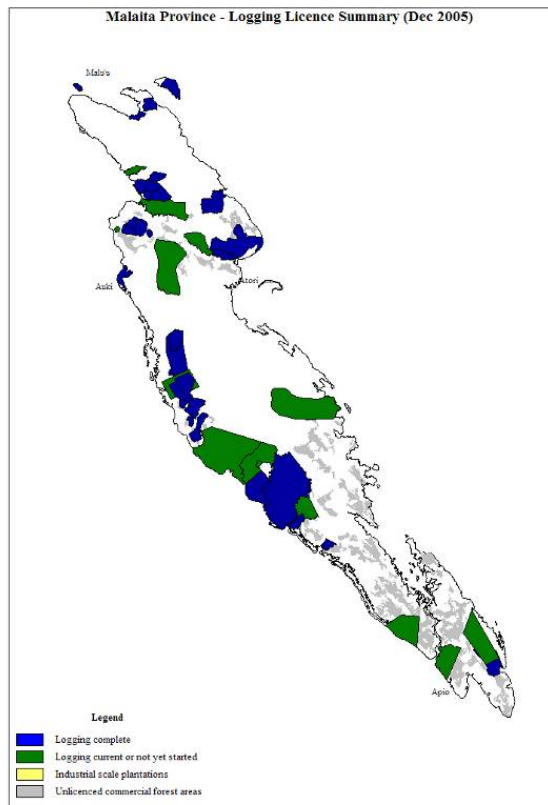 Malaita Province - Logging Licence Summary (Dec 2005)
Malu'u
Auki
Atori
Apio
Legend
Logging complete
Logging current or not yet started
Industrial scale plantations
Unlicenced commercial forest areas